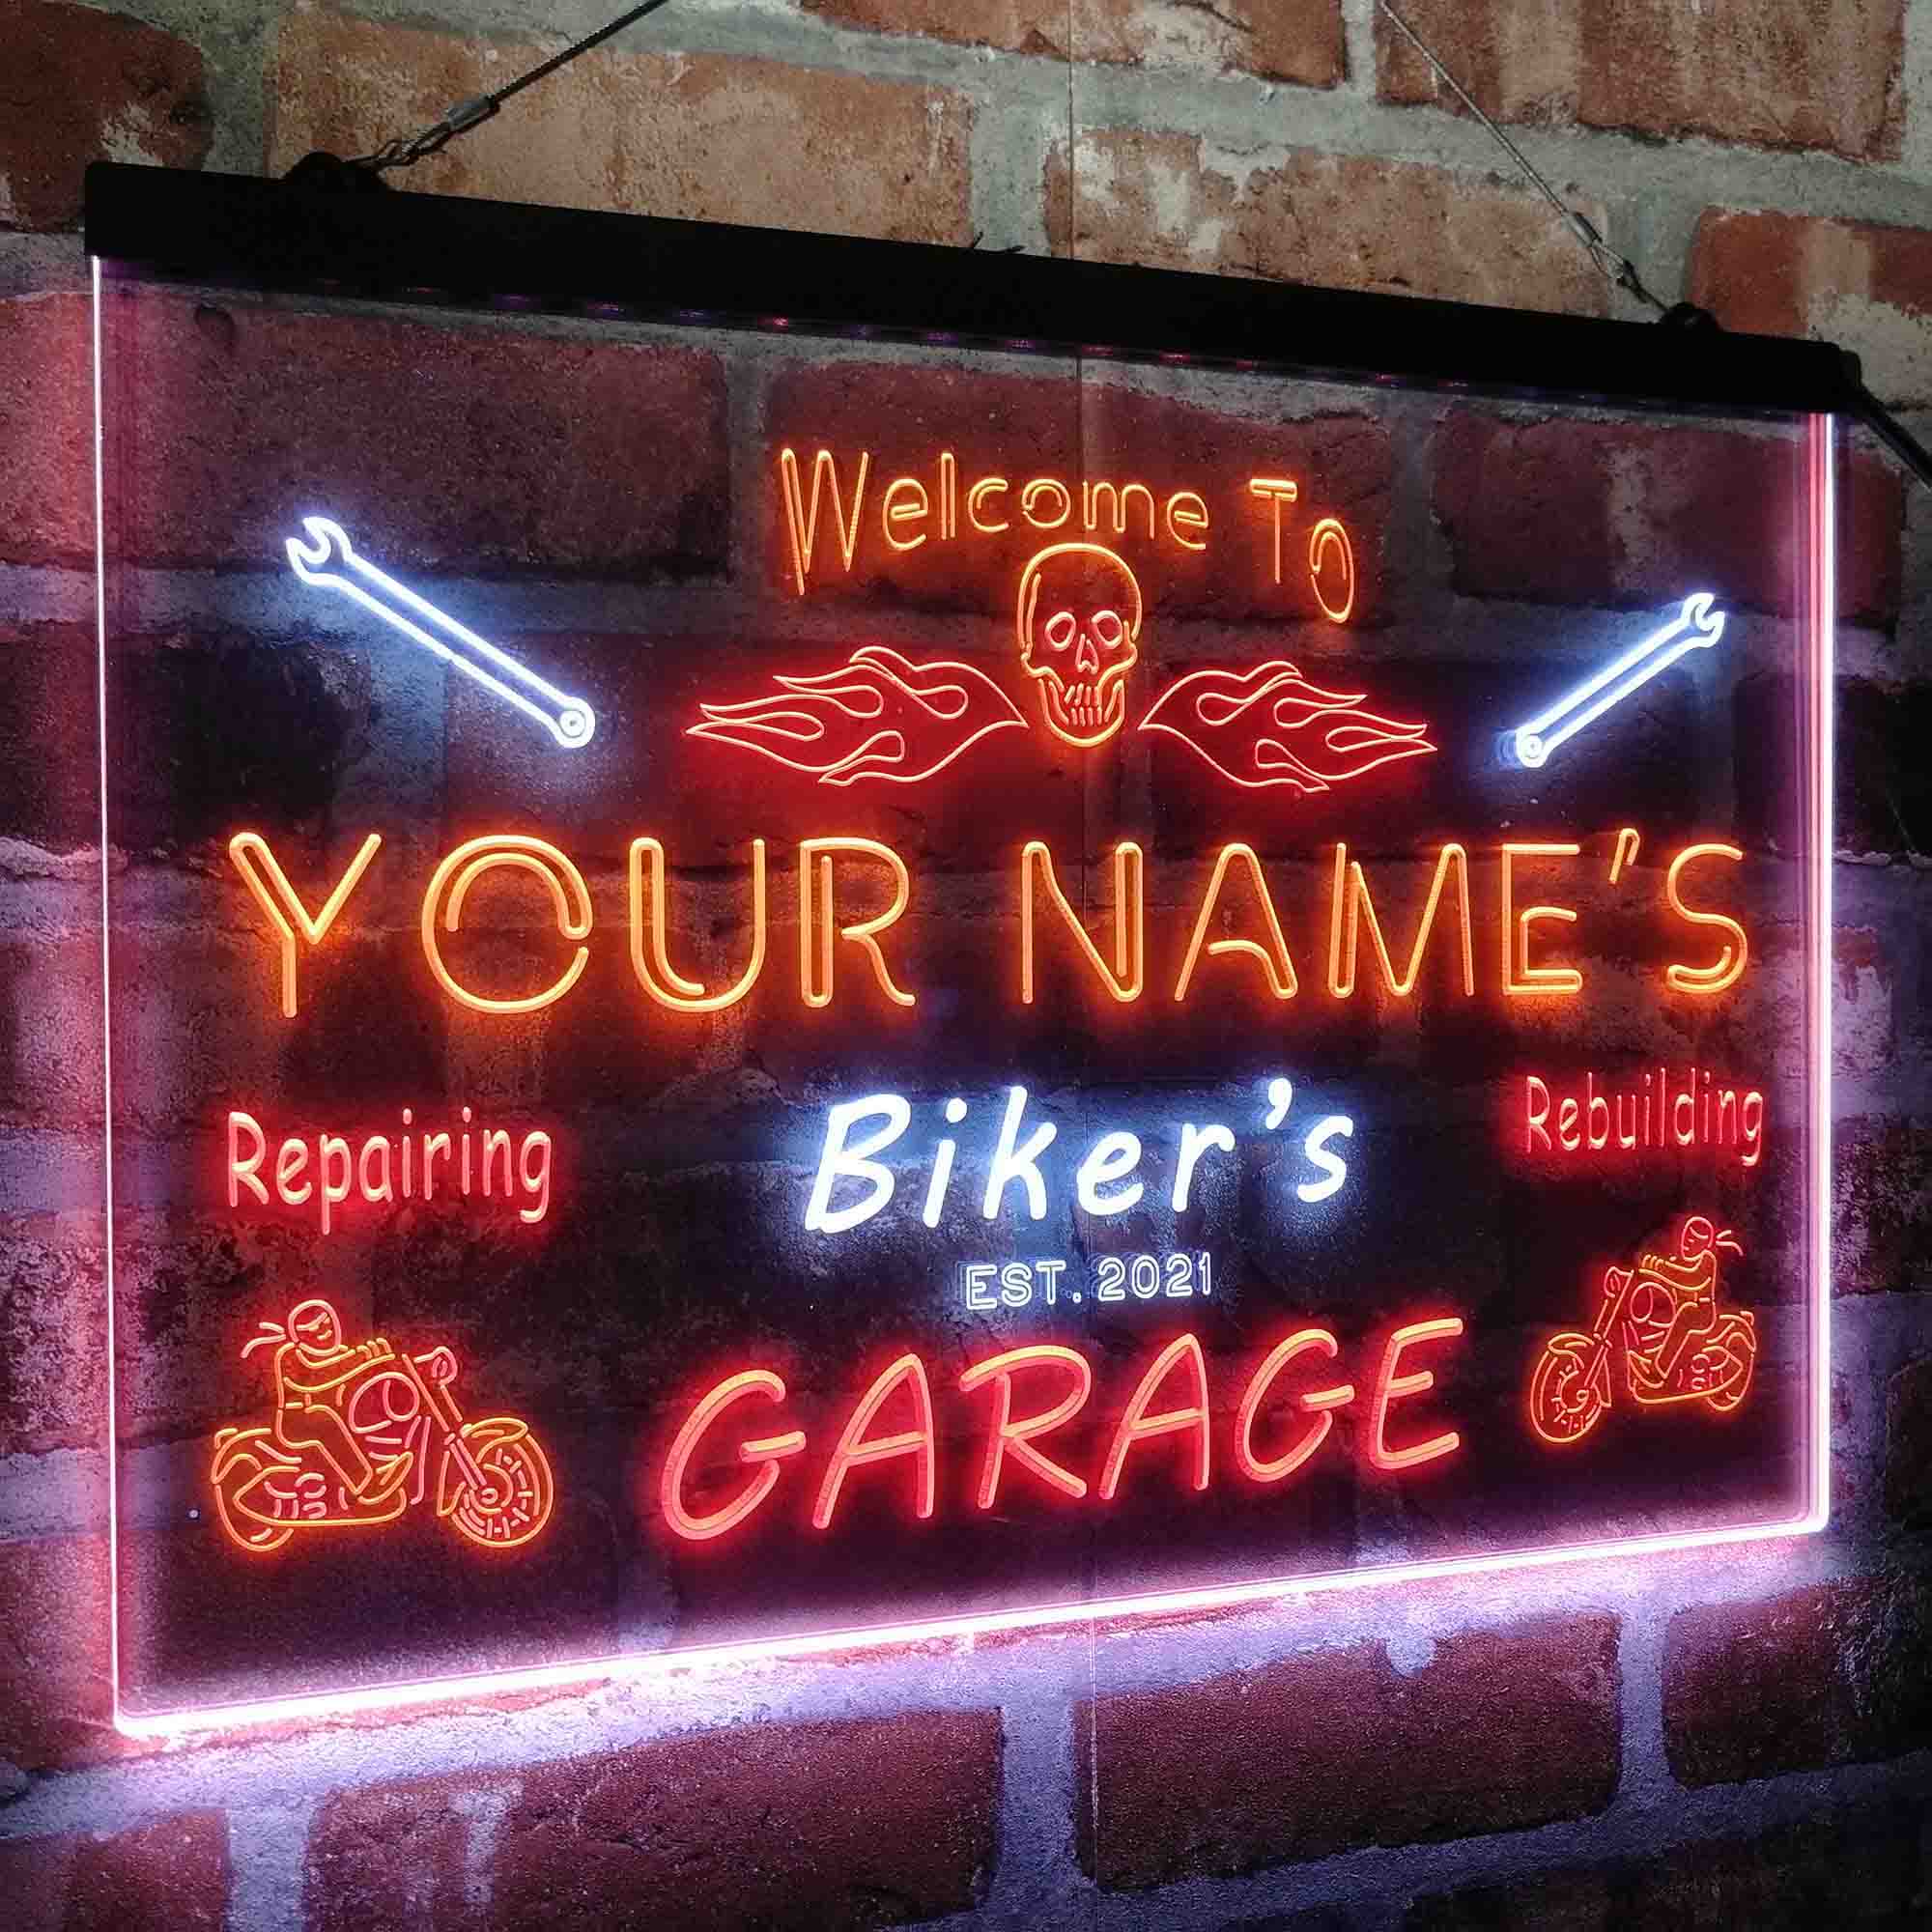 Welcome To
YOUR NAME'S
Repairing
Biker's
Rebuilding
EST. 2021
GARAGE